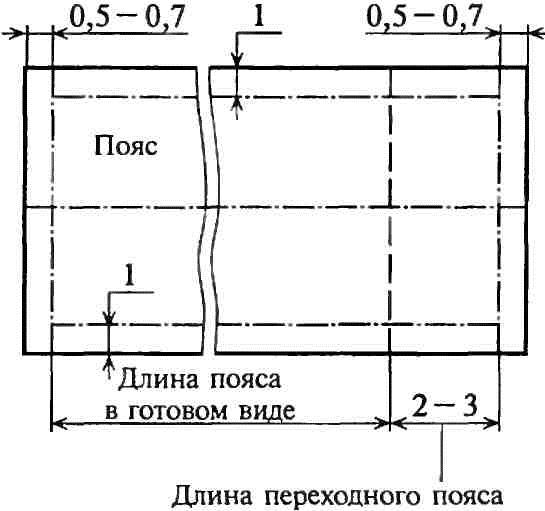 0,5 – 0,7 1 0,5 – 0,7
Пояс
1
Длина пояса
в готовом виде
2 – 3
Длина переходного пояса